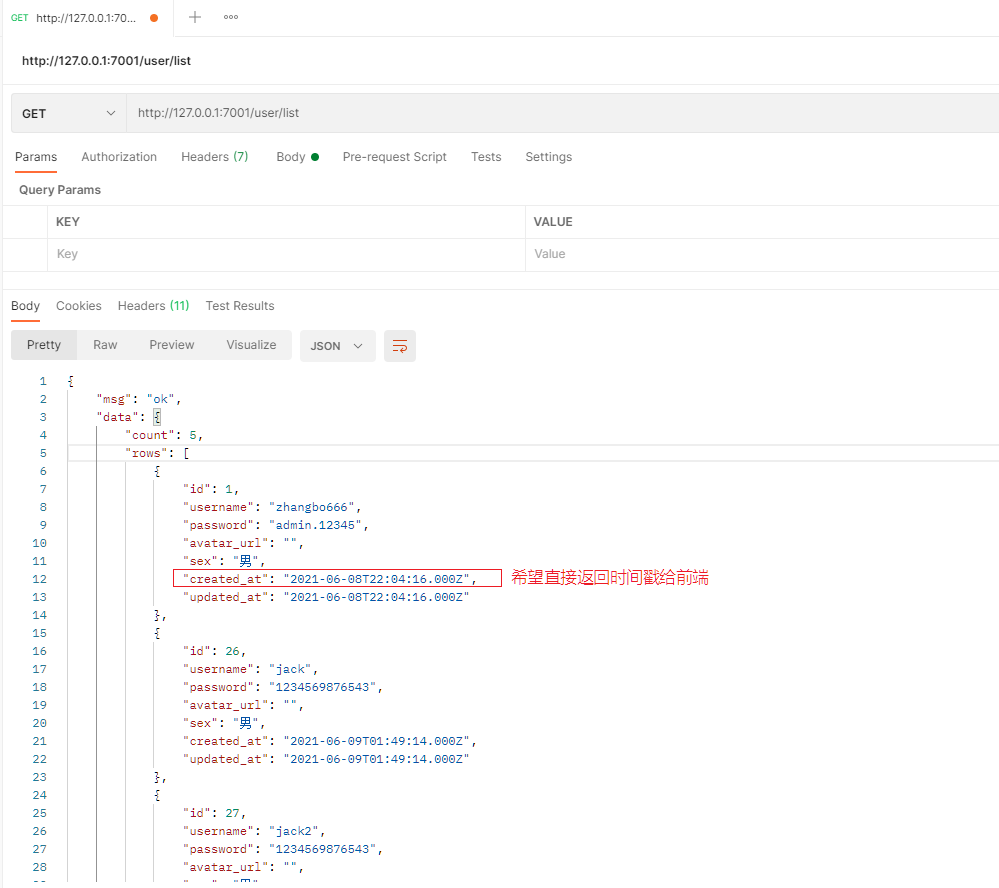 GET http://127.0.0.1:70...
http://127.0.0.1:7001/user/list
GET http://127.0.0.1:7001/user/list
Params Authorization Headers (7) Body Pre-request Script Tests Settings
Query Params
KEY VALUE
Key Value
Body Cookies Headers (11) Test Results
Pretty Raw Preview Visualize JSON
1 {
2 "msg": "ok",
3 "data": {
4 "count": 5,
5 "rows": [
6 {
7 "id": 1,
8 "username": "zhangbo666",
9 "password": "admin.12345",
10 "avatar_url": "",
11 "sex": "男",
12 "created_at": "2021-06-08T22:04:16.000Z", 希望直接返回时间戳给前端
13 "updated_at": "2021-06-08T22:04:16.000Z"
14 },
15 {
16 "id": 26,
17 "username": "jack",
18 "password": "1234569876543",
19 "avatar_url": "",
20 "sex": "男",
21 "created_at": "2021-06-09T01:49:14.000Z",
22 "updated_at": "2021-06-09T01:49:14.000Z"
23 },
24 {
25 "id": 27,
26 "username": "jack2",
27 "password": "1234569876543",
28 "avatar_url": "",